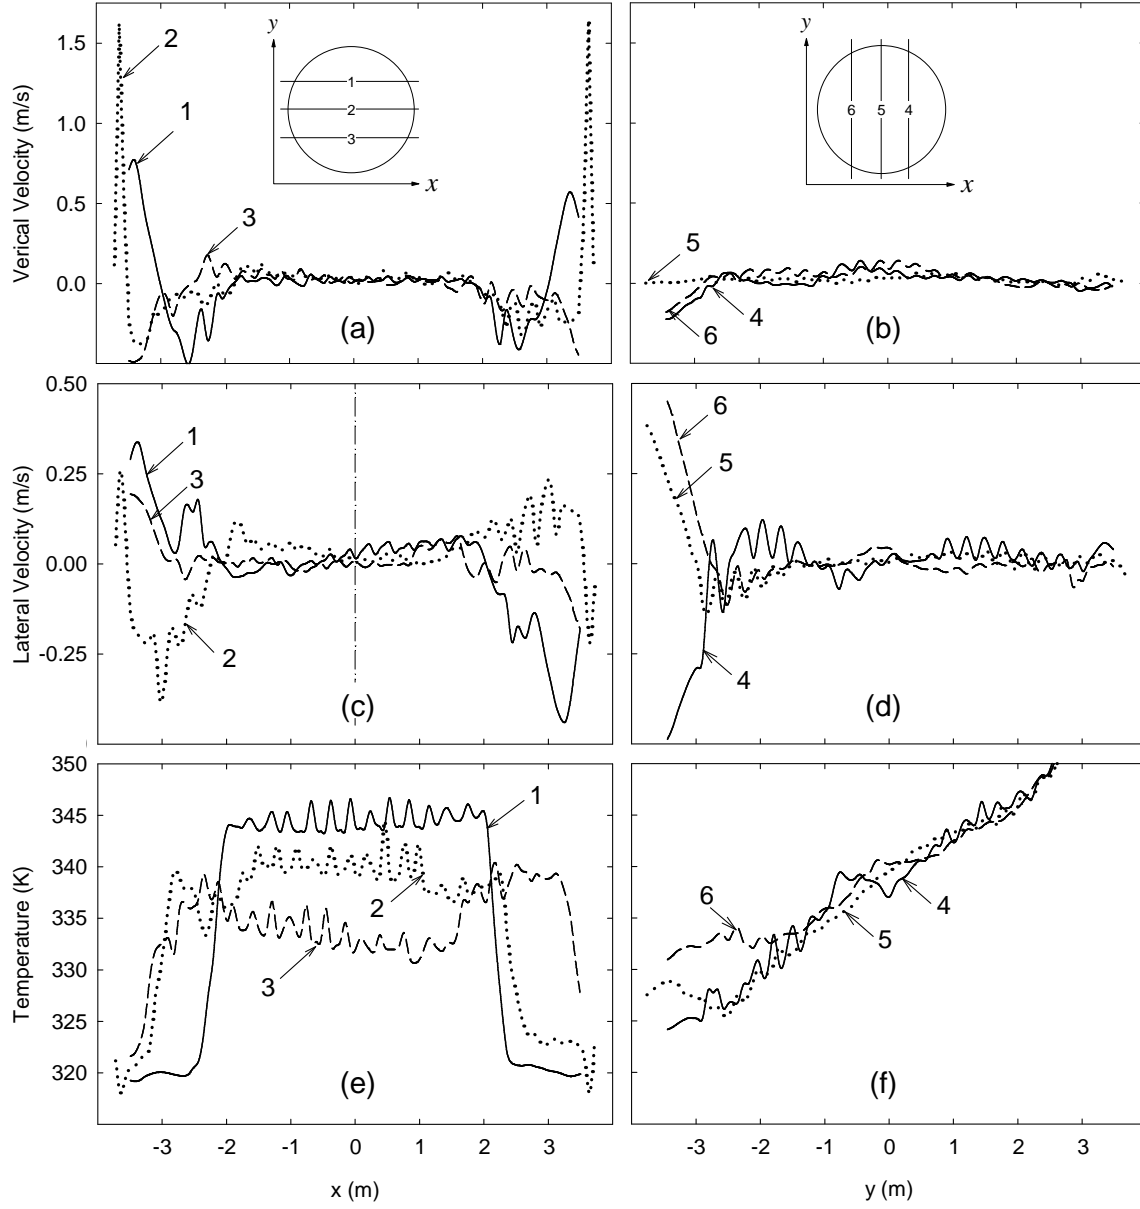 1.5
1.0
0.5
0.0
Verical Velocity (m/s)
2
1
3
y
1
2
3
x
(a)
y
6 5 4
x
5
4
6
(b)
0.50
0.25
0.00
-0.25
Lateral Velocity (m/s)
1
3
2
(c)
6
5
4
(d)
350
345
340
335
330
325
320
Temperature (K)
1
2
3
(e)
6
4
5
(f)
-3 -2 -1 0 1 2 3
x (m)
-3 -2 -1 0 1 2 3
y (m)